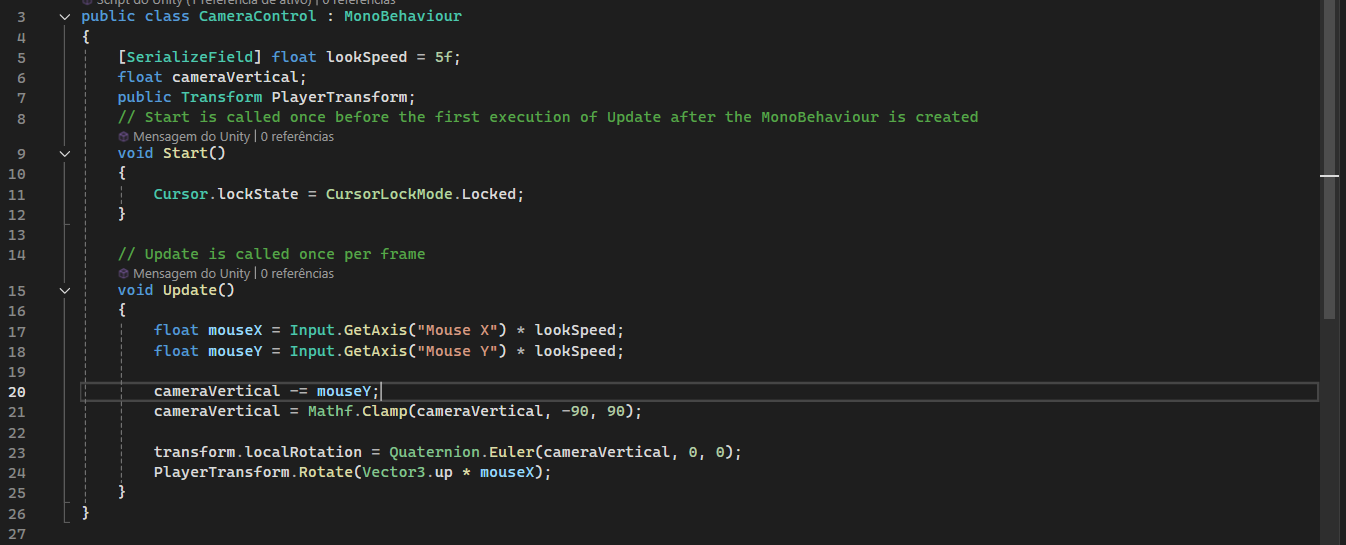 Script do Unity (1 referência de ativo) | 0 referências
3 public class CameraControl : MonoBehaviour
4 {
5 [SerializeField] float lookSpeed = 5f;
6 float cameraVertical;
7 public Transform PlayerTransform;
8 // Start is called once before the first execution of Update after the MonoBehaviour is created
Mensagem do Unity | 0 referências
9 void Start()
10 {
11 Cursor.lockState = CursorLockMode.Locked;
12 }
13
14 // Update is called once per frame
Mensagem do Unity | 0 referências
15 void Update()
16 {
17 float mouseX = Input.GetAxis("Mouse X") * lookSpeed;
18 float mouseY = Input.GetAxis("Mouse Y") * lookSpeed;
19
20 cameraVertical -= mouseY;
21 cameraVertical = Mathf.Clamp(cameraVertical, -90, 90);
22
23 transform.localRotation = Quaternion.Euler(cameraVertical, 0, 0);
24 PlayerTransform.Rotate(Vector3.up * mouseX);
25 }
26 }
27